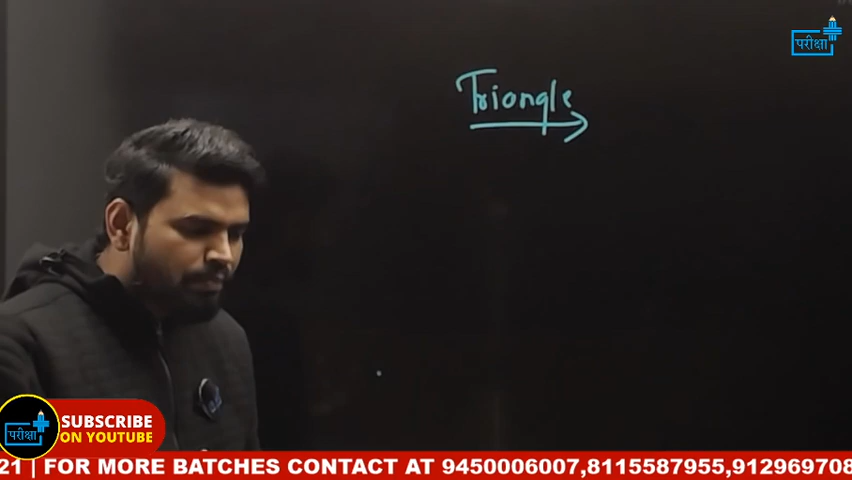 परीक्षा
Triangle
परीक्षा
SUBSCRIBE
ON YOUTUBE
21 | FOR MORE BATCHES CONTACT AT 9450006007,8115587955,912969708